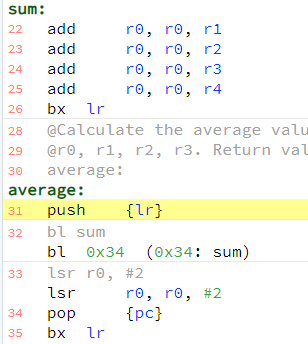 sum:
22 add r0, r0, r1
23 add r0, r0, r2
24 add r0, r0, r3
25 add r0, r0, r4
26 bx lr
28 @Calculate the average valu
29 @r0, r1, r2, r3. Return val
30 average:
average:
31 push {lr}
32 bl sum
bl 0x34 (0x34: sum)
33 lsr r0, #2
lsr r0, r0, #2
34 pop {pc}
35 bx lr